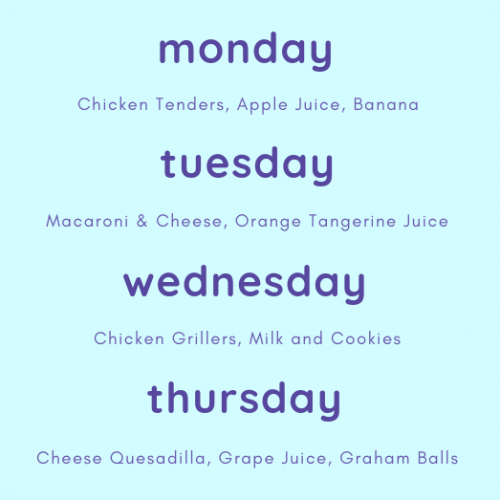 monday
Chicken Tenders, Apple Juice, Banana
tuesday
Macaroni & Cheese, Orange Tangerine Juice
wednesday
Chicken Grillers, Milk and Cookies
thursday
Cheese Quesadilla, Grape Juice, Graham Balls